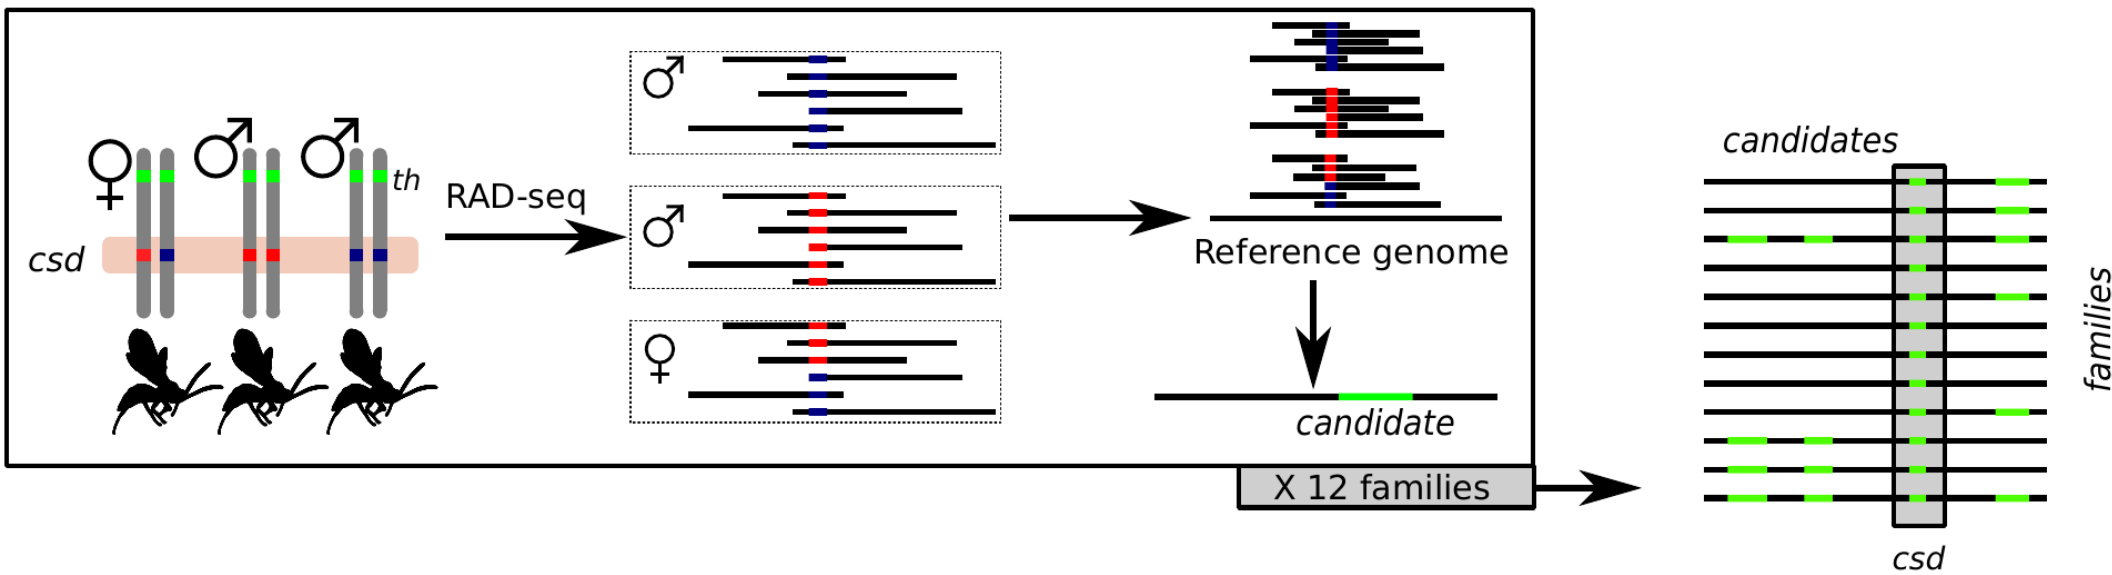 th
RAD-seq
csd
Reference genome
candidate
X 12 families
candidates
families
csd